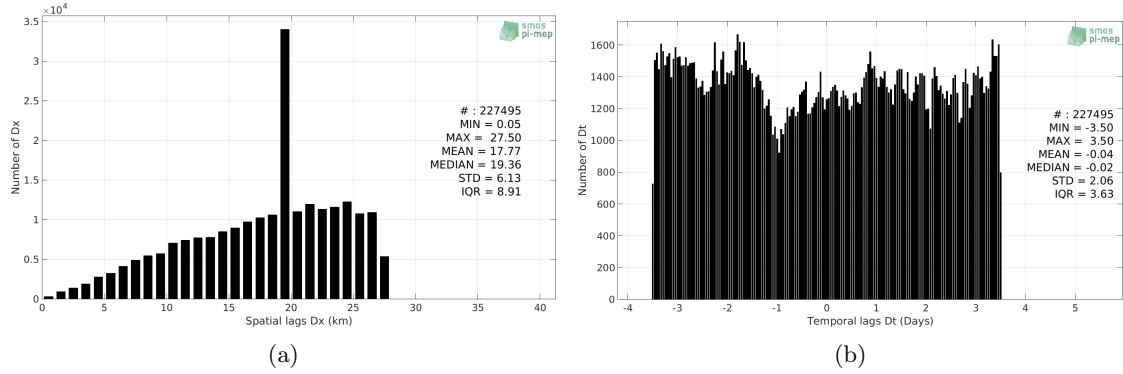 ×10⁴
3.5
3
2.5
2
1.5
1
0.5
0
Number of Dx
0 5 10 15 20 25 30 35 40
Spatial lags Dx (km)
smos
pi-mep
# : 227495
MIN = 0.05
MAX = 27.50
MEAN = 17.77
MEDIAN = 19.36
STD = 6.13
IQR = 8.91
(a)
1600
1400
1200
1000
800
600
400
200
0
Number of Dt
-4 -3 -2 -1 0 1 2 3 4 5
Temporal lags Dt (Days)
smos
pi-mep
# : 227495
MIN = -3.50
MAX = 3.50
MEAN = -0.04
MEDIAN = -0.02
STD = 2.06
IQR = 3.63
(b)